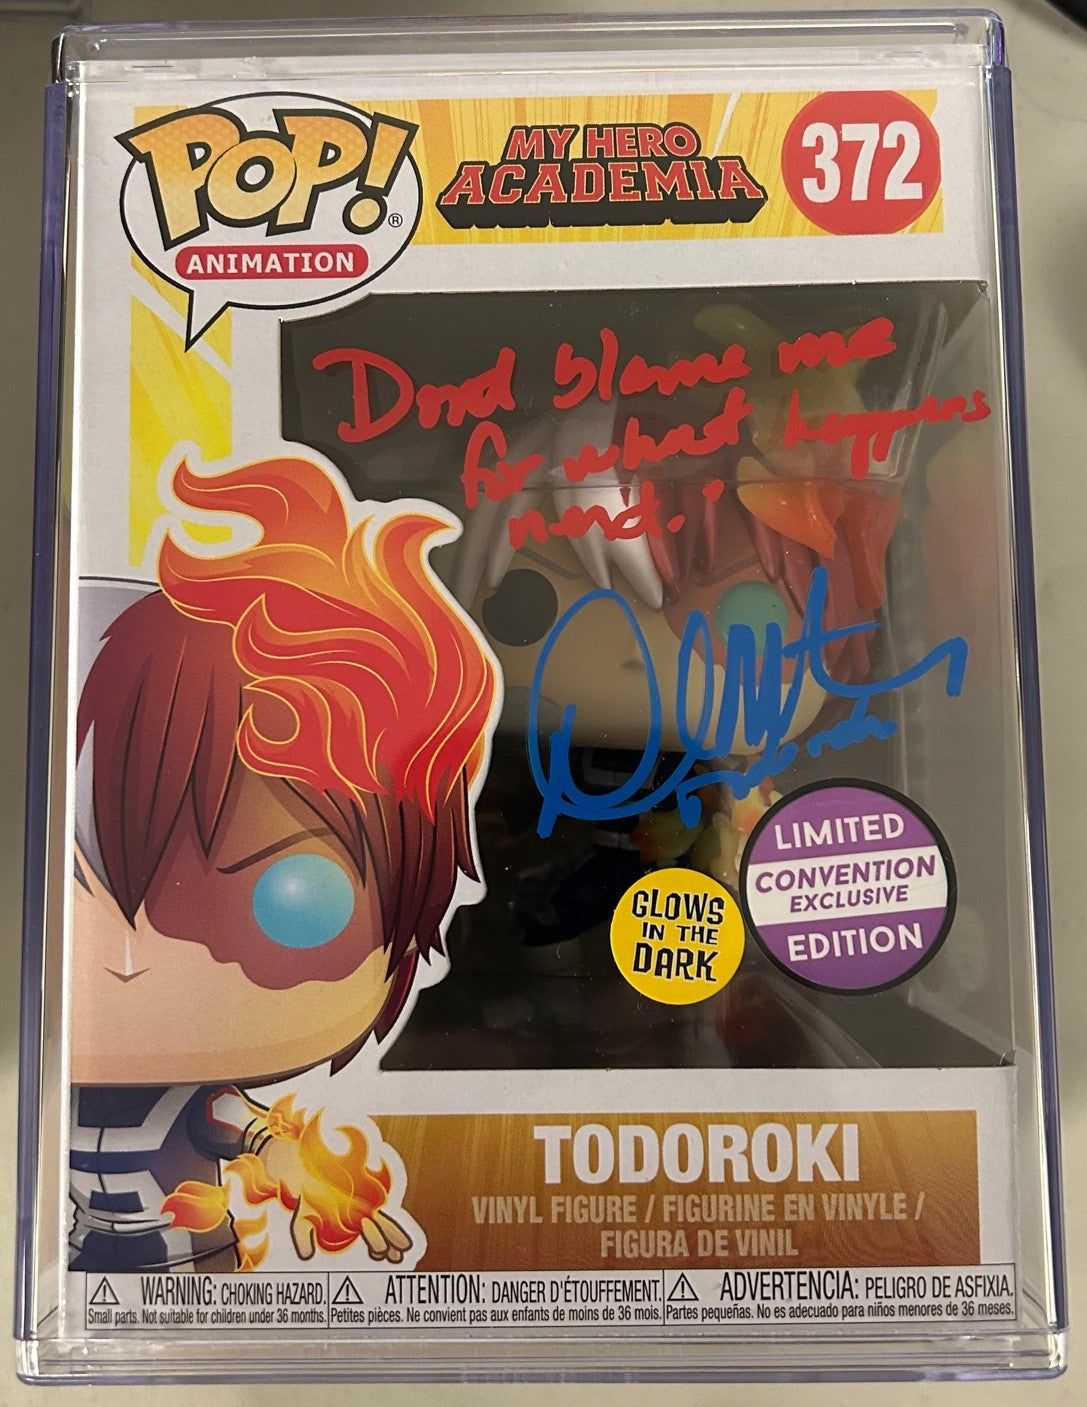 POP!®
ANIMATION
MY HERO
ACADEMIA
372
Dont blame me
for what happens
next.
Todoroki
GLOWS
IN THE
DARK
LIMITED
CONVENTION
EXCLUSIVE
EDITION
TODOROKI
VINYL FIGURE / FIGURINE EN VINYLE /
FIGURA DE VINIL
WARNING: CHOKING HAZARD.
Small parts. Not suitable for children under 36 months.
ATTENTION: DANGER D'ÉTOUFFEMENT.
Petites pièces. Ne convient pas aux enfants de moins de 36 mois.
ADVERTENCIA: PELIGRO DE ASFIXIA.
Partes pequeñas. No es adecuado para niños menores de 36 meses.